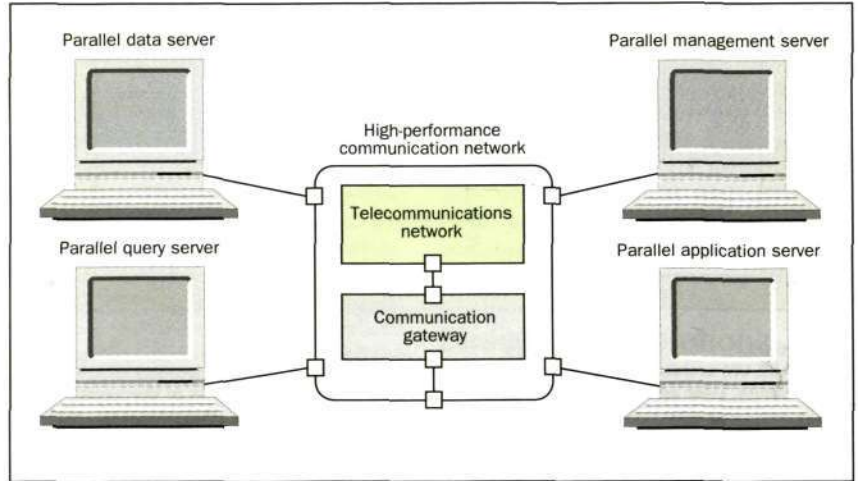 Parallel data server
Parallel management server
High-performance
communication network
Telecommunications
network
Parallel query server
Parallel application server
Communication
gateway